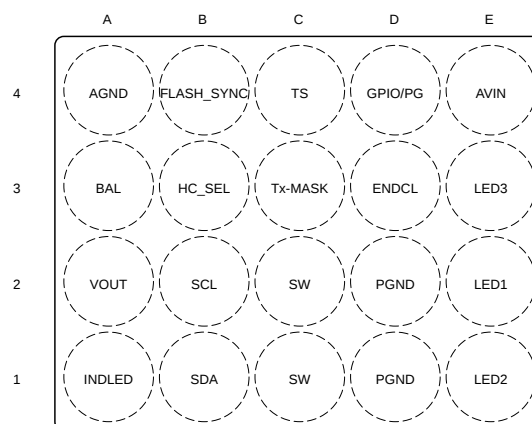 A B C D E
4 AGND FLASH_SYNC TS GPIO/PG AVIN
3 BAL HC_SEL Tx-MASK ENDCL LED3
2 VOUT SCL SW PGND LED1
1 INDLED SDA SW PGND LED2